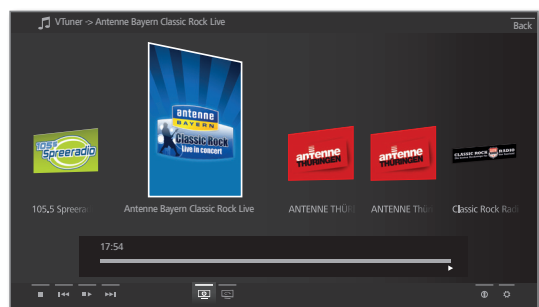 VTuner -> Antenne Bayern Classic Rock Live
Back
105‚5
Spreeradio
antenne
BAYERN
Classic Rock
Live in concert
antenne
THÜRINGEN
antenne
THÜRINGEN
CLASSIC ROCK RADIO
105,5 Spreera
Antenne Bayern Classic Rock Live
ANTENNE THÜRI
ANTENNE Thür
Classic Rock Radi
17:54